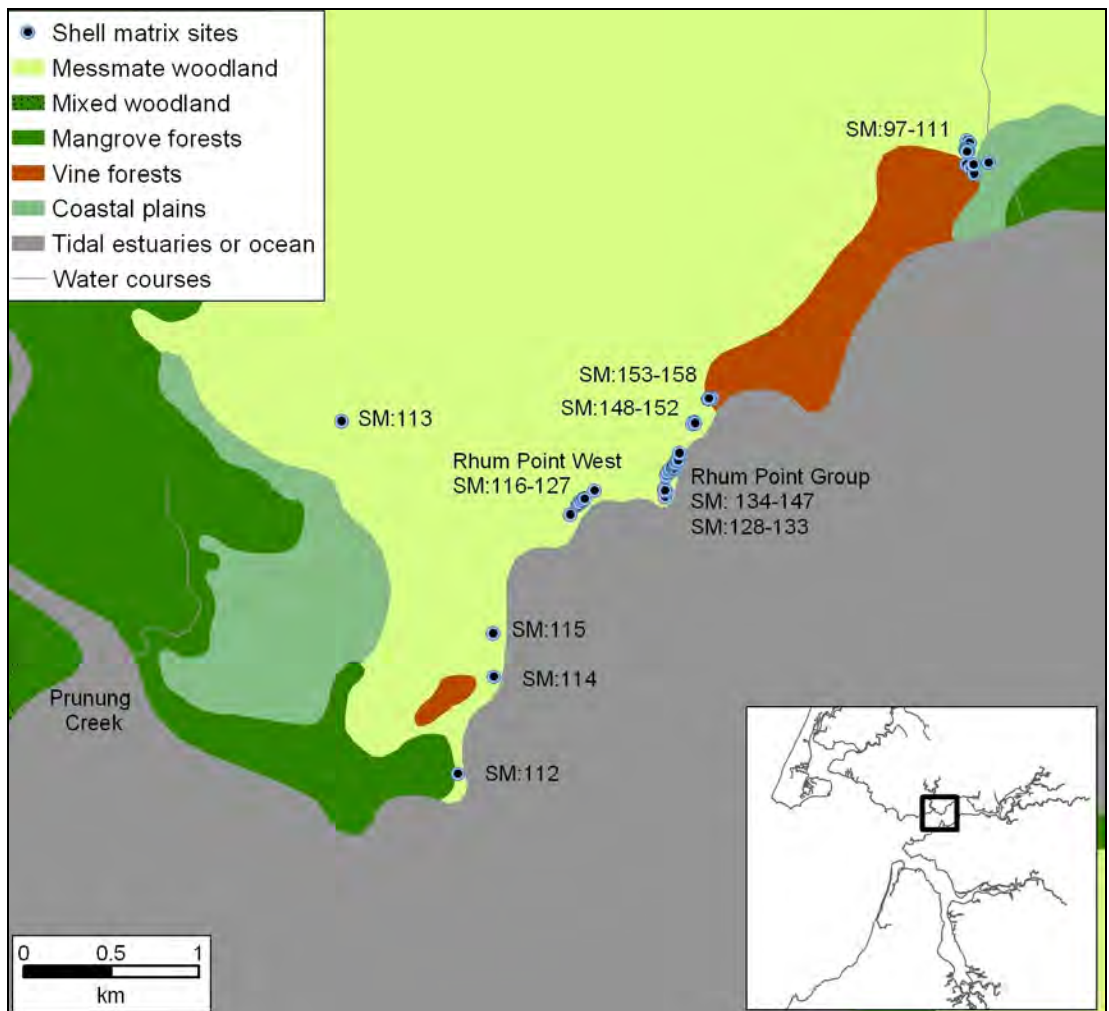 Shell matrix sites
Messmate woodland
Mixed woodland
Mangrove forests
Vine forests
Coastal plains
Tidal estuaries or ocean
Water courses
SM:97-111
SM:153-158
SM:148-152
SM:113
Rhum Point West
SM:116-127
Rhum Point Group
SM: 134-147
SM:128-133
SM:115
SM:114
Prunung
Creek
SM:112
0 0.5 1
km